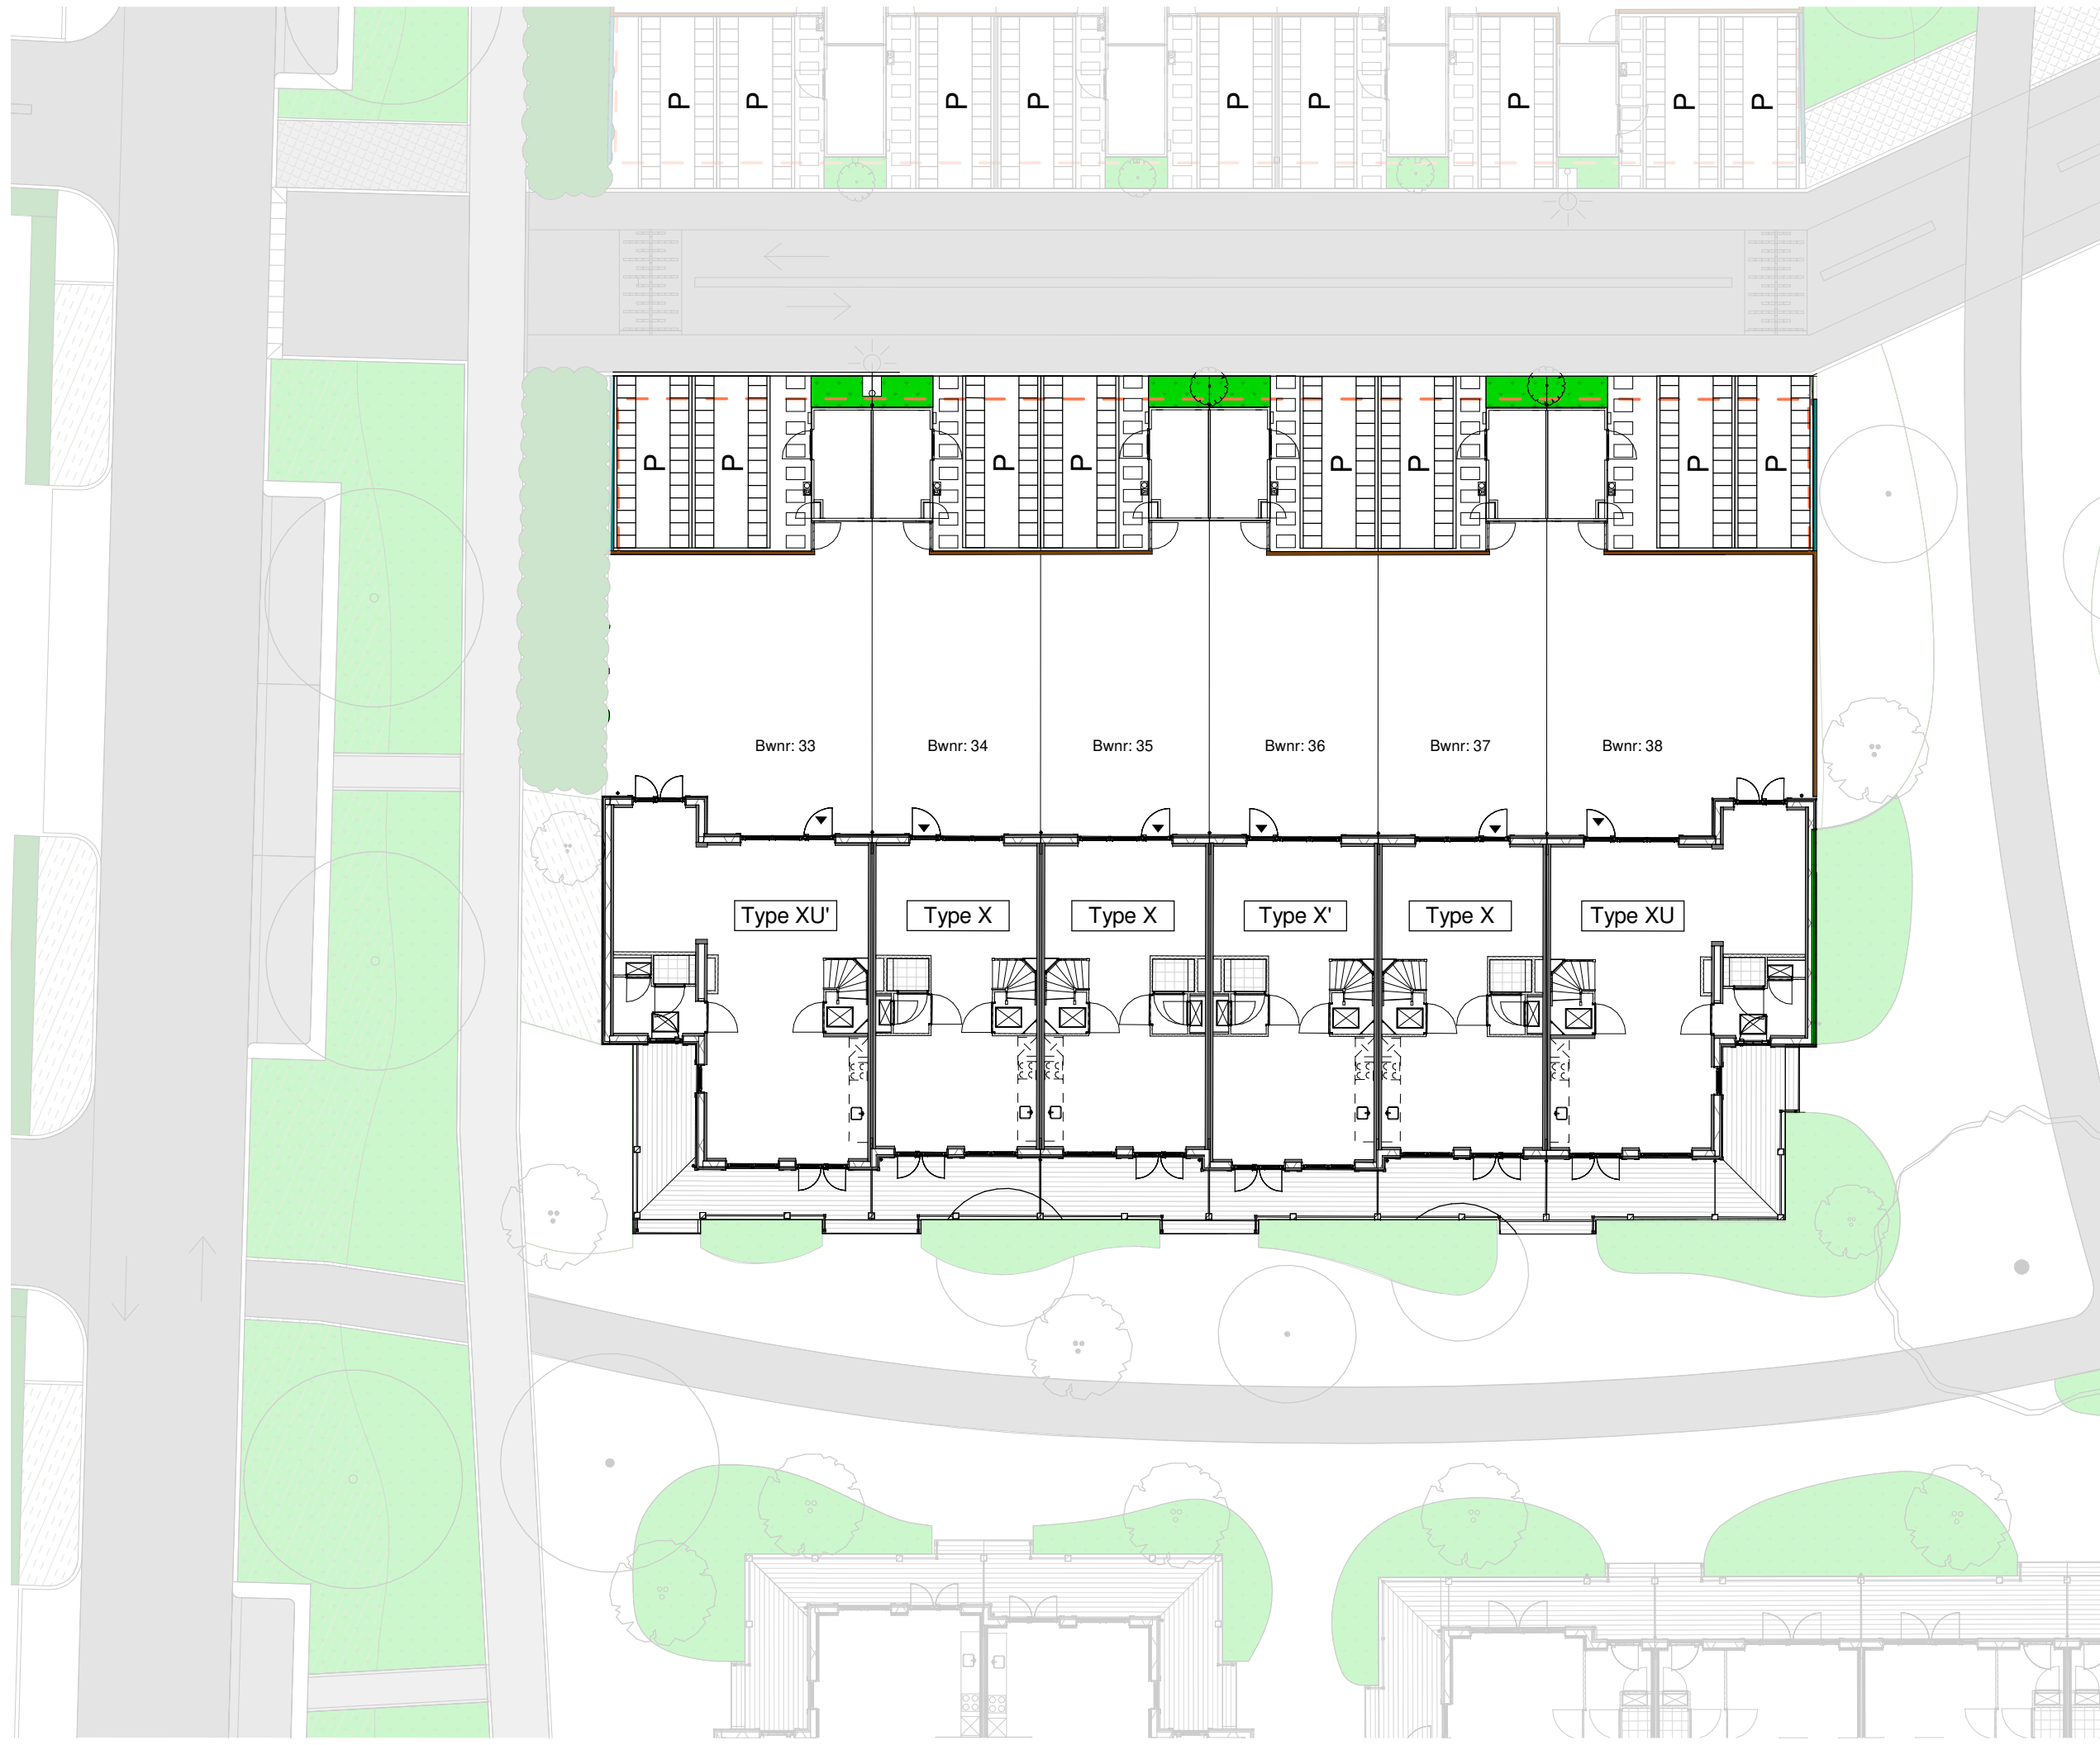 P P P P P P P P P
P P P P P P P P
Bwnr: 33 Bwnr: 34 Bwnr: 35 Bwnr: 36 Bwnr: 37 Bwnr: 38
Type XU' Type X Type X Type X' Type X Type XU